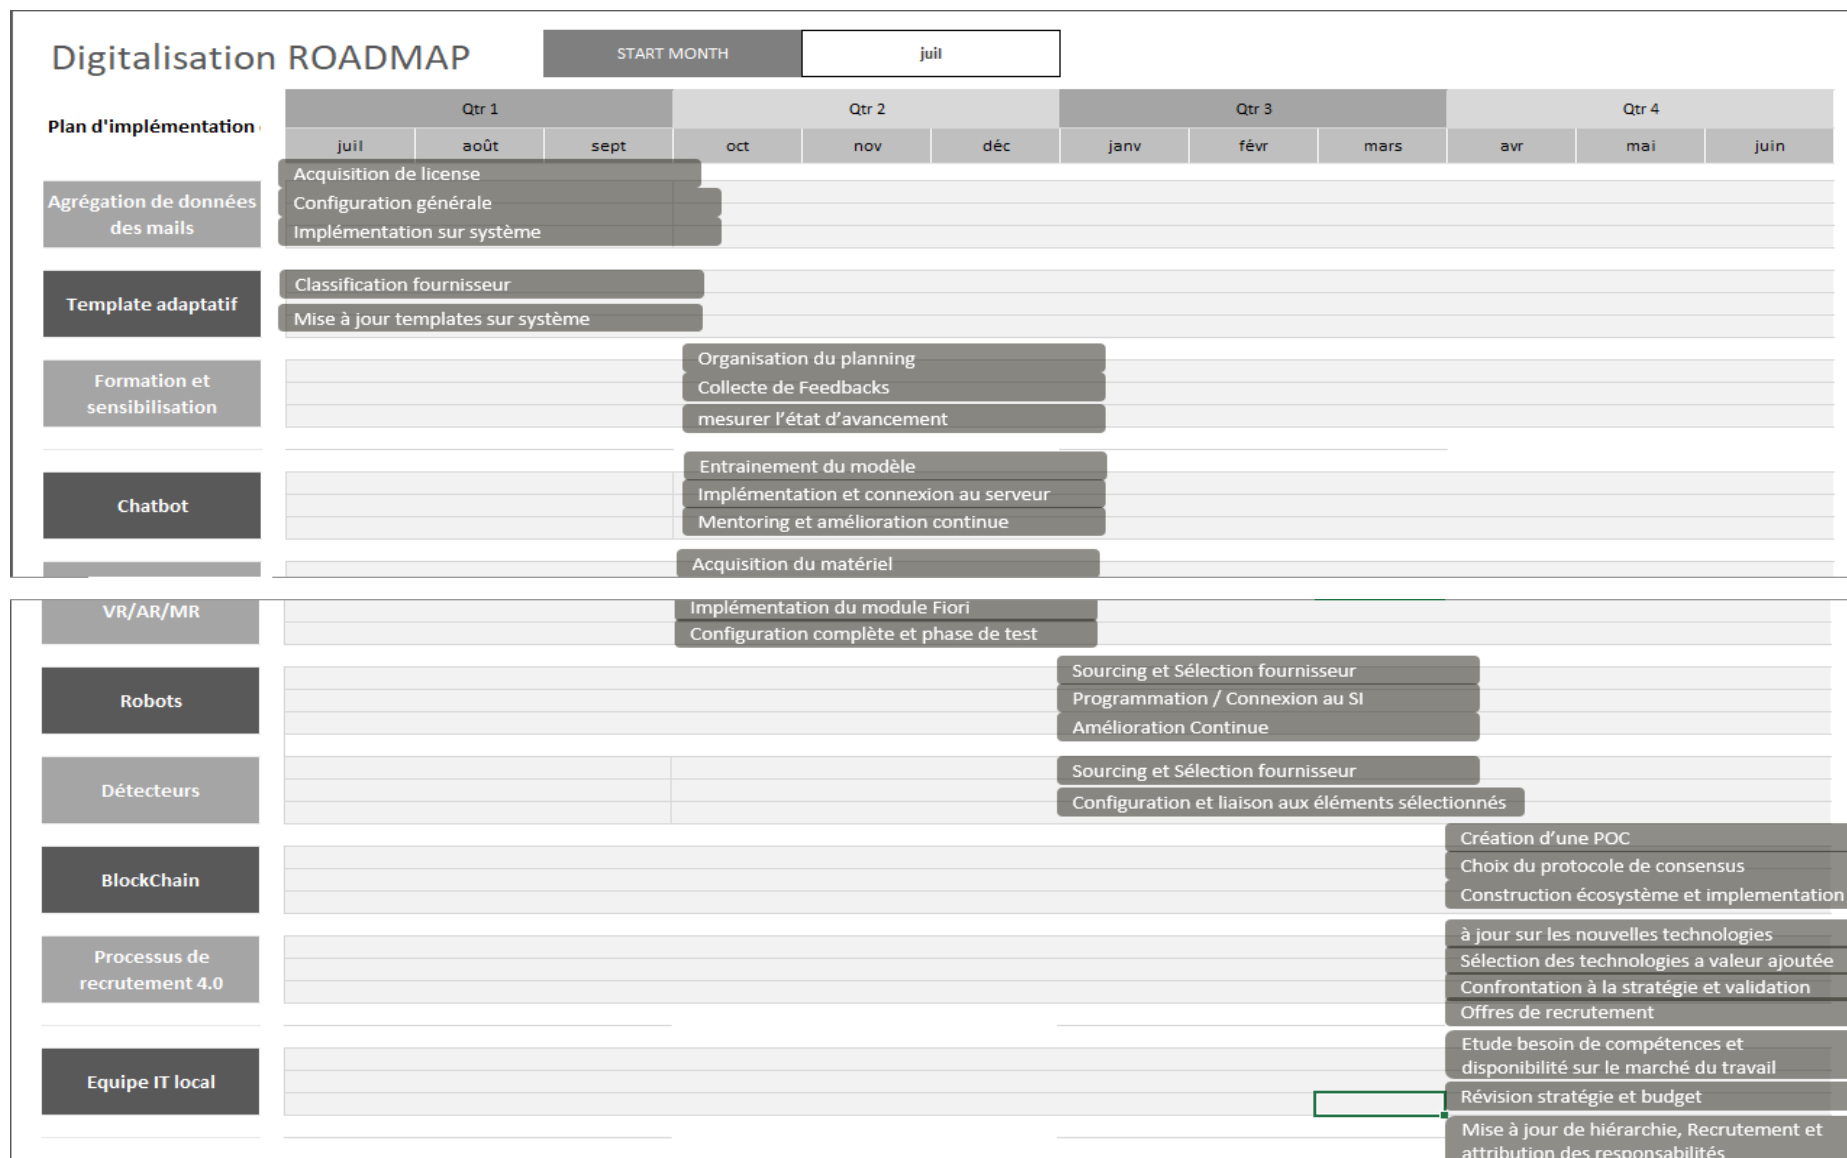 Digitalisation ROADMAP
START MONTH
juil
Plan d'implémentation
Qtr 1
Qtr 2
Qtr 3
Qtr 4
juil
août
sept
oct
nov
déc
janv
févr
mars
avr
mai
juin
Agrégation de données
des mails
Acquisition de license
Configuration générale
Implémentation sur système
Template adaptatif
Classification fournisseur
Mise à jour templates sur système
Formation et
sensibilisation
Organisation du planning
Collecte de Feedbacks
mesurer l’état d’avancement
Chatbot
Entrainement du modèle
Implémentation et connexion au serveur
Mentoring et amélioration continue
Acquisition du matériel
VR/AR/MR
Implémentation du module Fiori
Configuration complète et phase de test
Robots
Sourcing et Sélection fournisseur
Programmation / Connexion au SI
Amélioration Continue
Détecteurs
Sourcing et Sélection fournisseur
Configuration et liaison aux éléments sélectionnés
BlockChain
Création d’une POC
Choix du protocole de consensus
Construction écosystème et implementation
Processus de
recrutement 4.0
à jour sur les nouvelles technologies
Sélection des technologies a valeur ajoutée
Confrontation à la stratégie et validation
Offres de recrutement
Equipe IT local
Etude besoin de compétences et
disponibilité sur le marché du travail
Révision stratégie et budget
Mise à jour de hiérarchie, Recrutement et
attribution des responsabilités